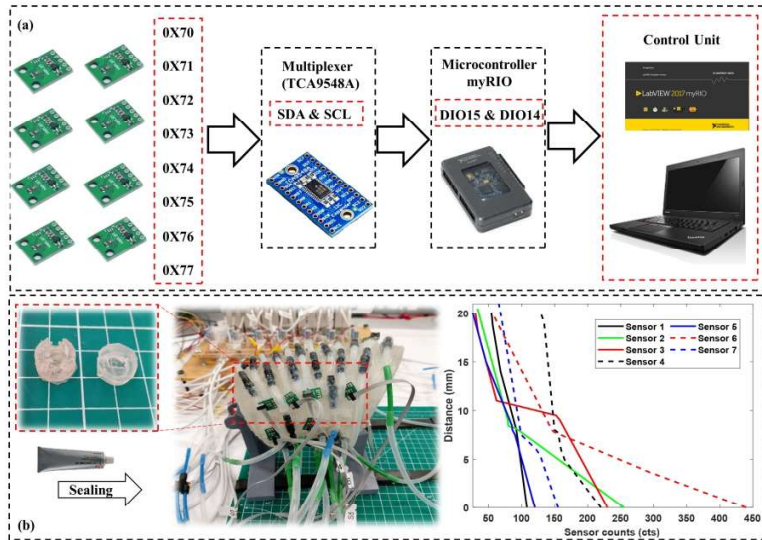 (a)
0X70
0X71
0X72
0X73
0X74
0X75
0X76
0X77
Multiplexer
(TCA9548A)
SDA & SCL
Microcontroller
myRIO
DIO15 & DIO14
Control Unit
LabVIEW 2017 myRIO
Sealing
(b)
Distance (mm)
20
15
10
5
0
Sensor 1
Sensor 2
Sensor 3
Sensor 4
Sensor 5
Sensor 6
Sensor 7
50 100 150 200 250 300 350 400 450
Sensor counts (cts)